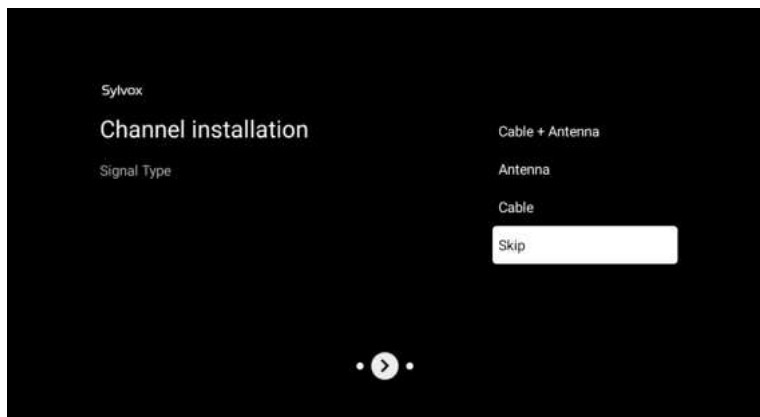 Sylvox
Channel installation
Signal Type
Cable + Antenna
Antenna
Cable
Skip